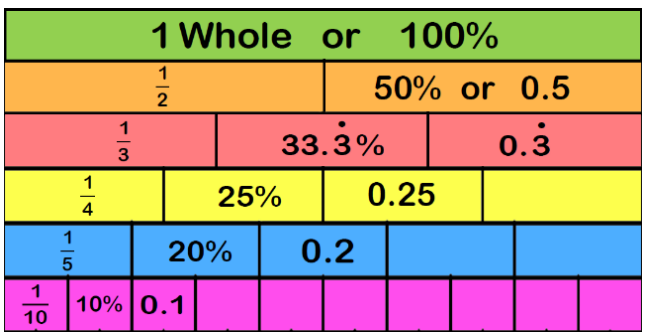 1 Whole or 100%
1/2 50% or 0.5
1/3 33.3̇% 0.3̇
1/4 25% 0.25
1/5 20% 0.2
1/10 10% 0.1